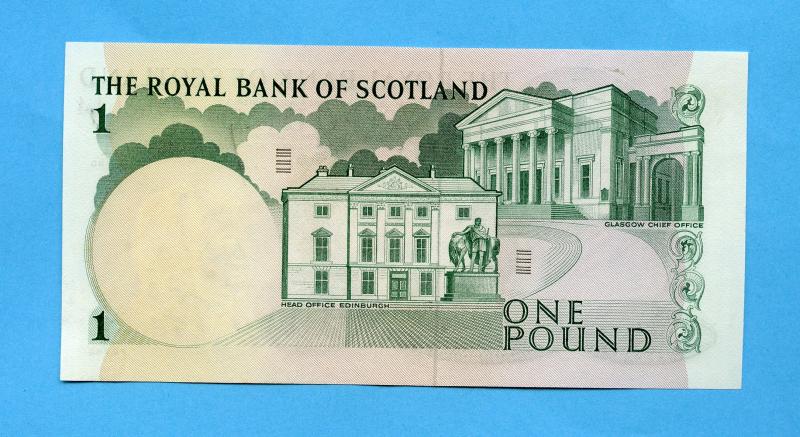 THE ROYAL BANK OF SCOTLAND
1
GLASGOW CHIEF OFFICE
HEAD OFFICE EDINBURGH
1
ONE
POUND